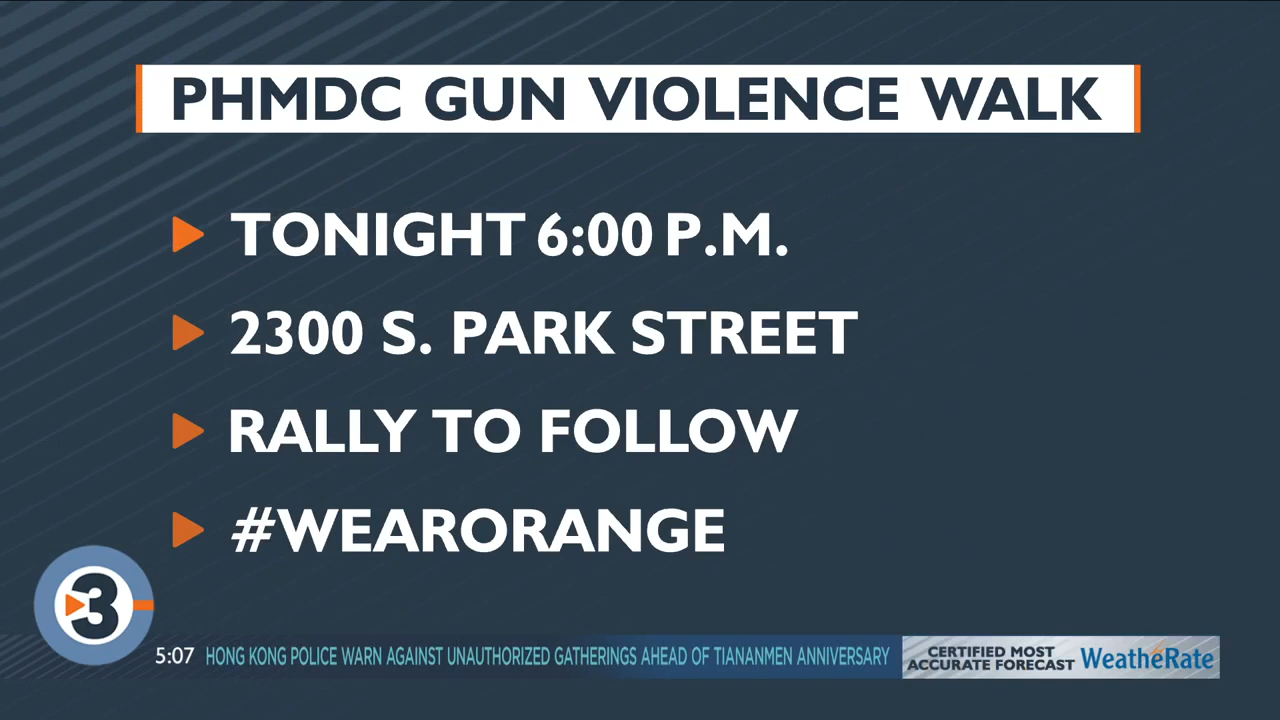 PHMDC GUN VIOLENCE WALK
TONIGHT 6:00 P.M.
2300 S. PARK STREET
RALLY TO FOLLOW
#WEARORANGE
3
5:07 HONG KONG POLICE WARN AGAINST UNAUTHORIZED GATHERINGS AHEAD OF TIANANMEN ANNIVERSARY
CERTIFIED MOST
ACCURATE FORECAST WeatheRate